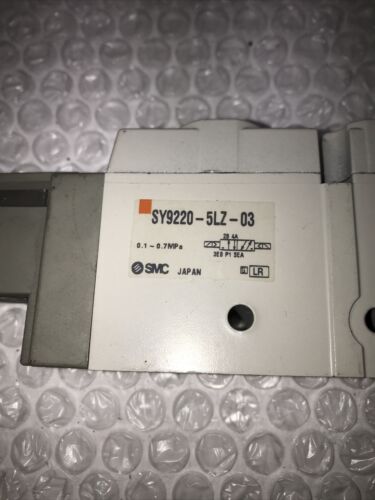 SY9220-5LZ-03
2B 4A
0.1~0.7MPa
3EB P1 5EA
SMC JAPAN
LR